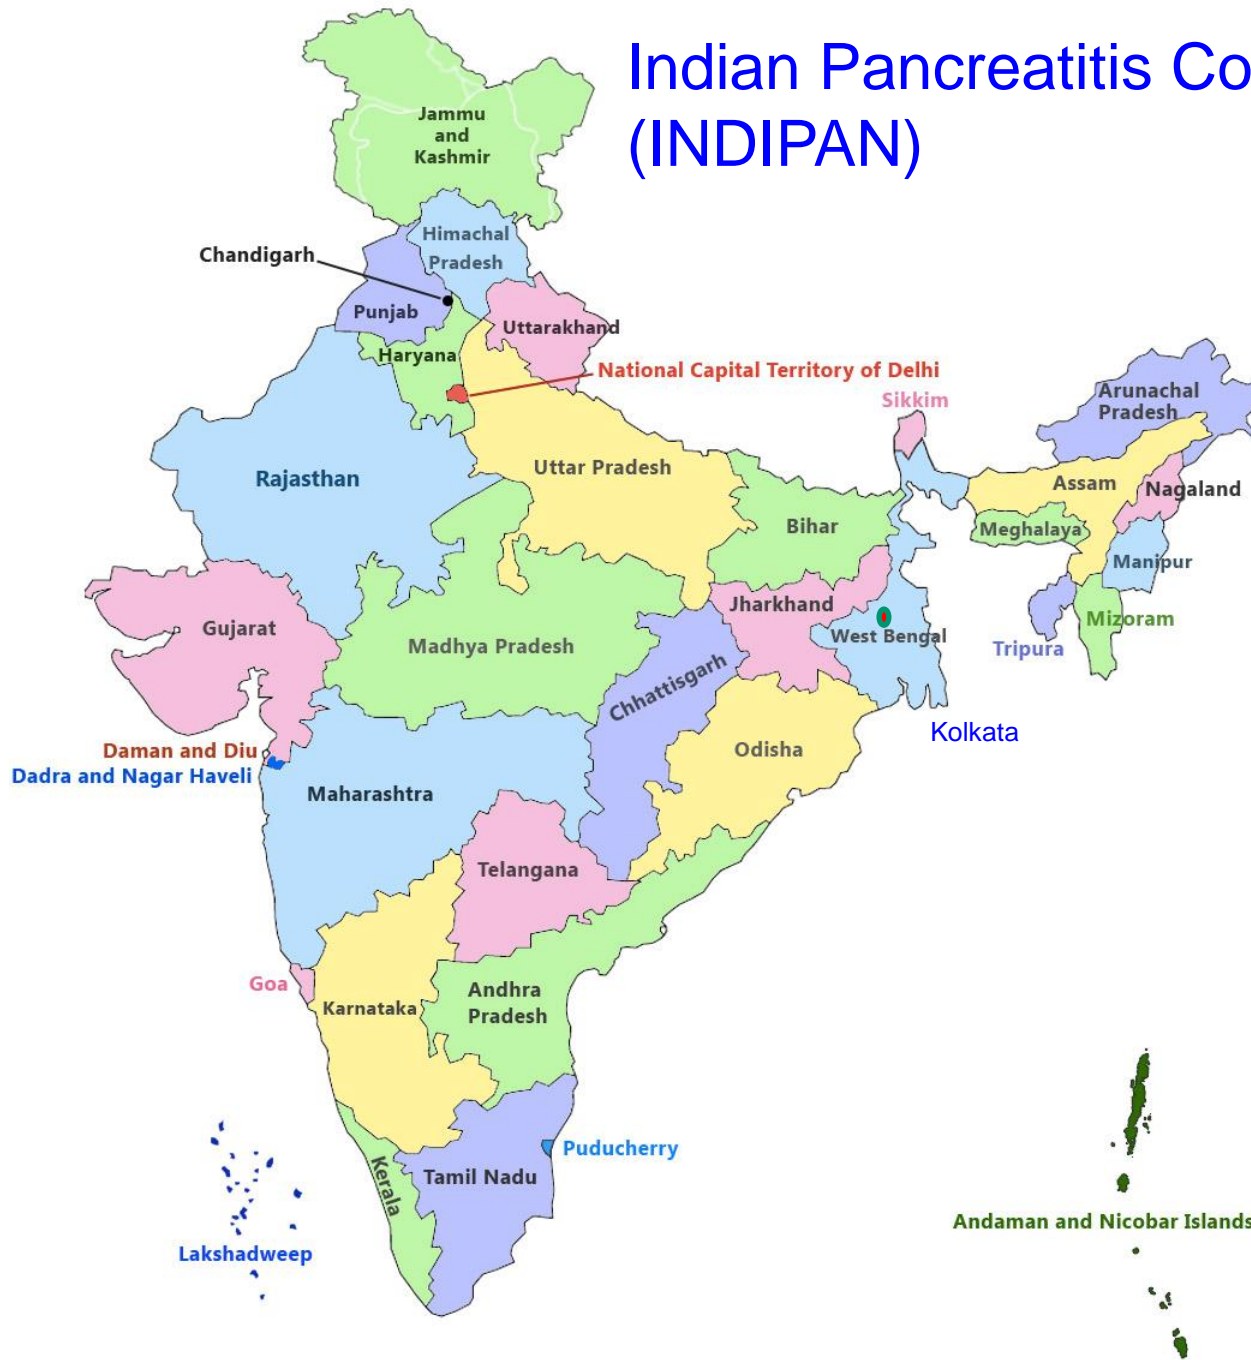 Indian Pancreatitis Co
(INDIPAN)
Jammu
and
Kashmir
Himachal
Pradesh
Chandigarh
Punjab
Uttarakhand
Haryana
National Capital Territory of Delhi
Sikkim
Arunachal
Pradesh
Rajasthan
Uttar Pradesh
Assam
Nagaland
Bihar
Meghalaya
Manipur
Jharkhand
Gujarat
Madhya Pradesh
West Bengal
Mizoram
Tripura
Chhattisgarh
Kolkata
Odisha
Daman and Diu
Dadra and Nagar Haveli
Maharashtra
Telangana
Goa
Karnataka
Andhra
Pradesh
Puducherry
Kerala
Tamil Nadu
Lakshadweep
Andaman and Nicobar Islands